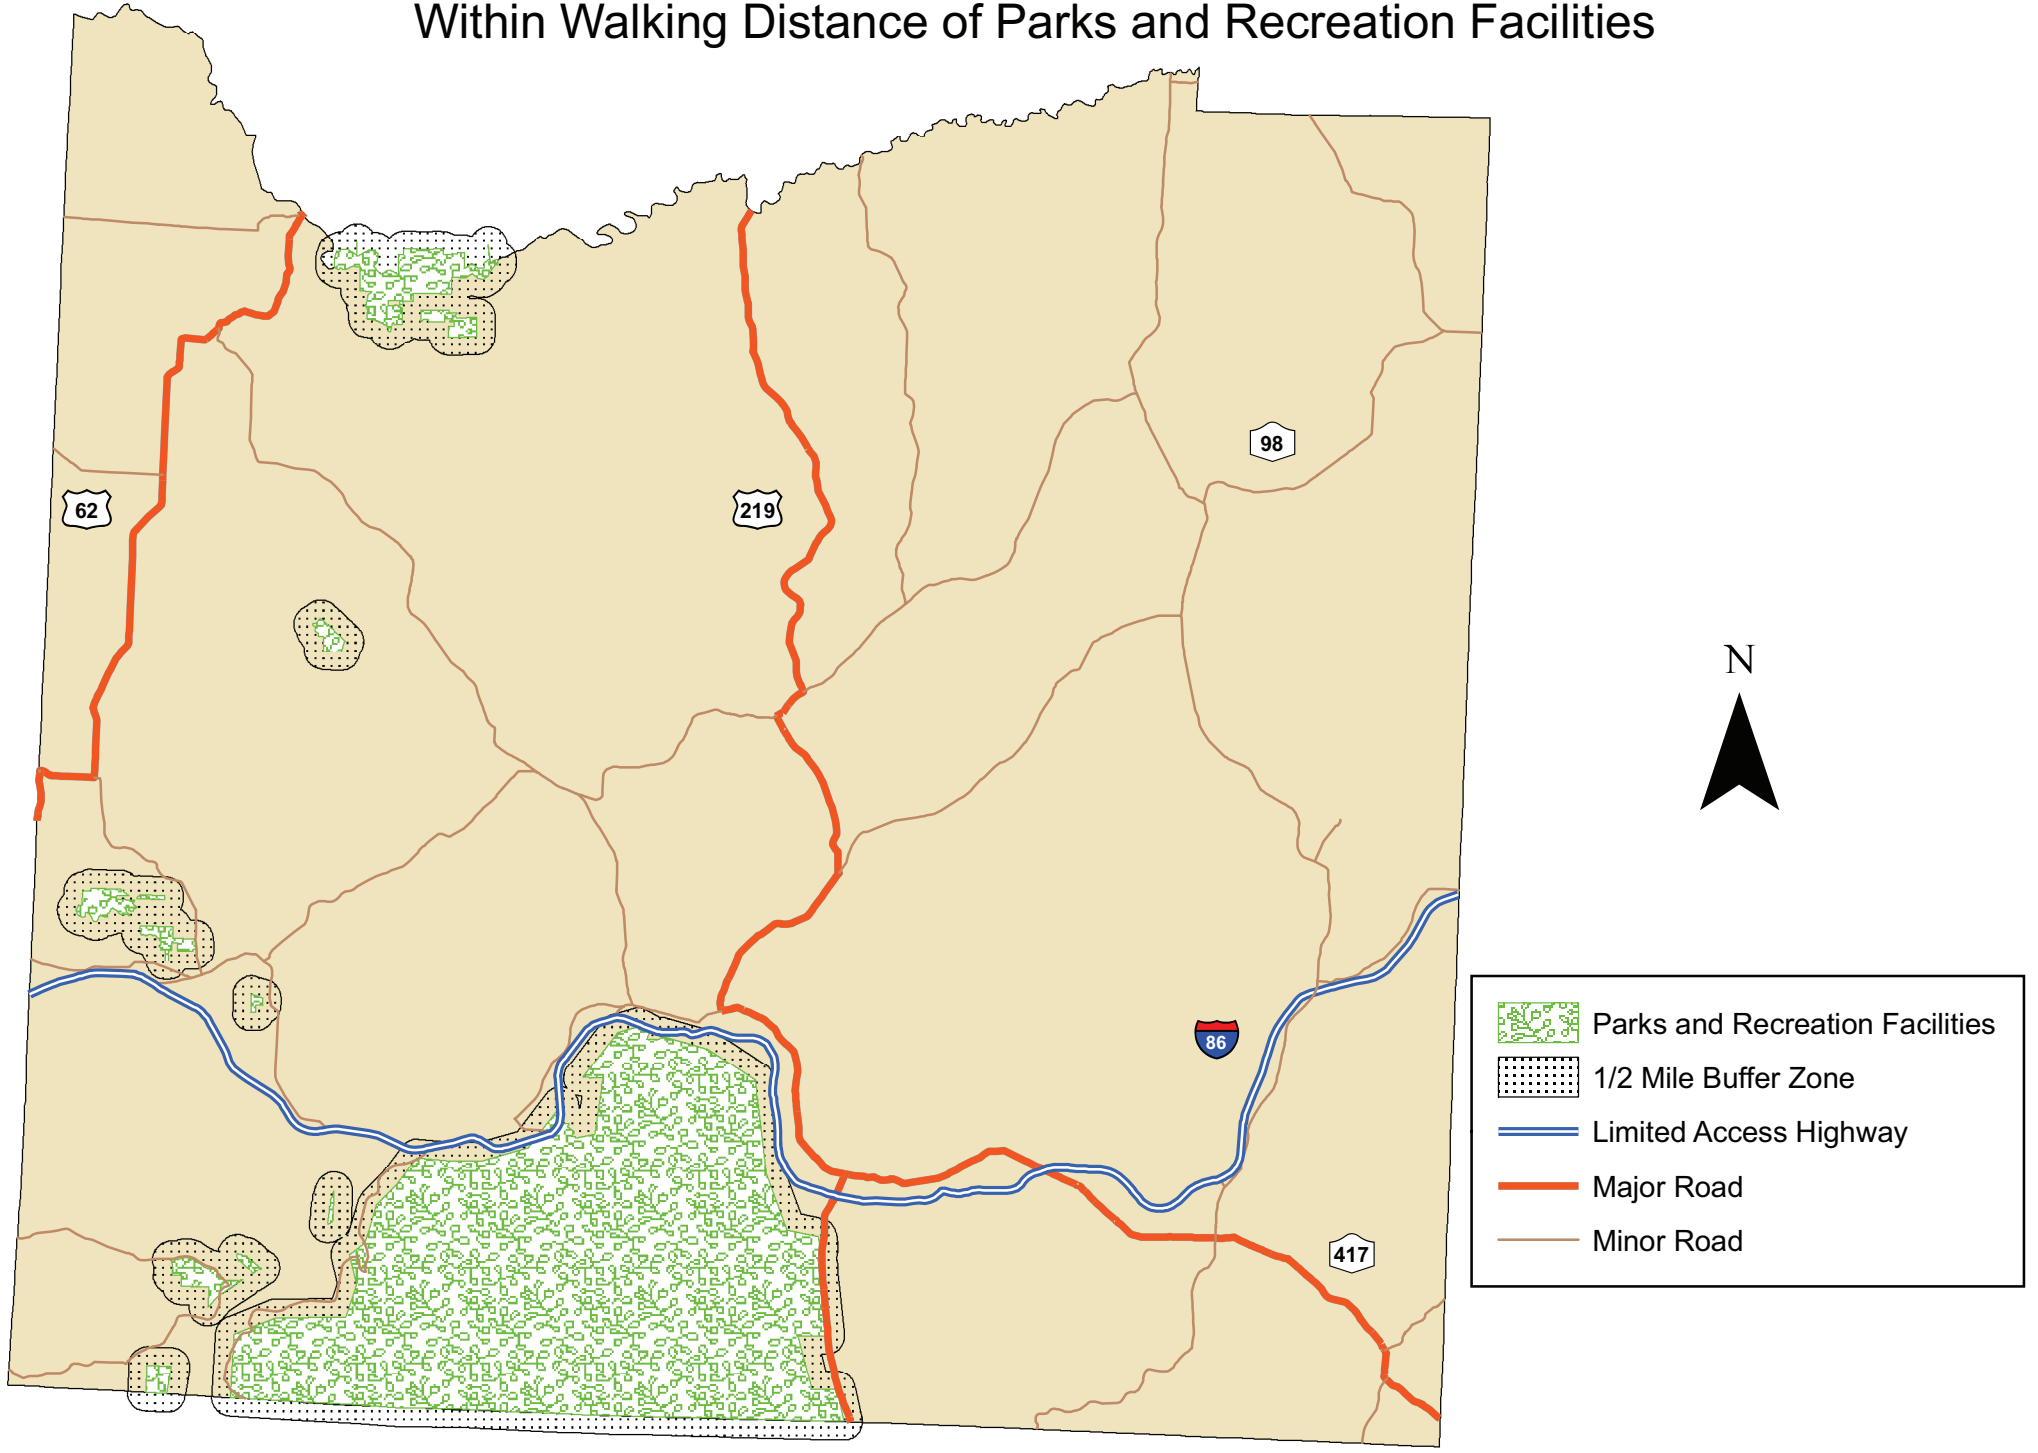 Within Walking Distance of Parks and Recreation Facilities
98
62
219
N
86
417
Parks and Recreation Facilities
1/2 Mile Buffer Zone
Limited Access Highway
Major Road
Minor Road